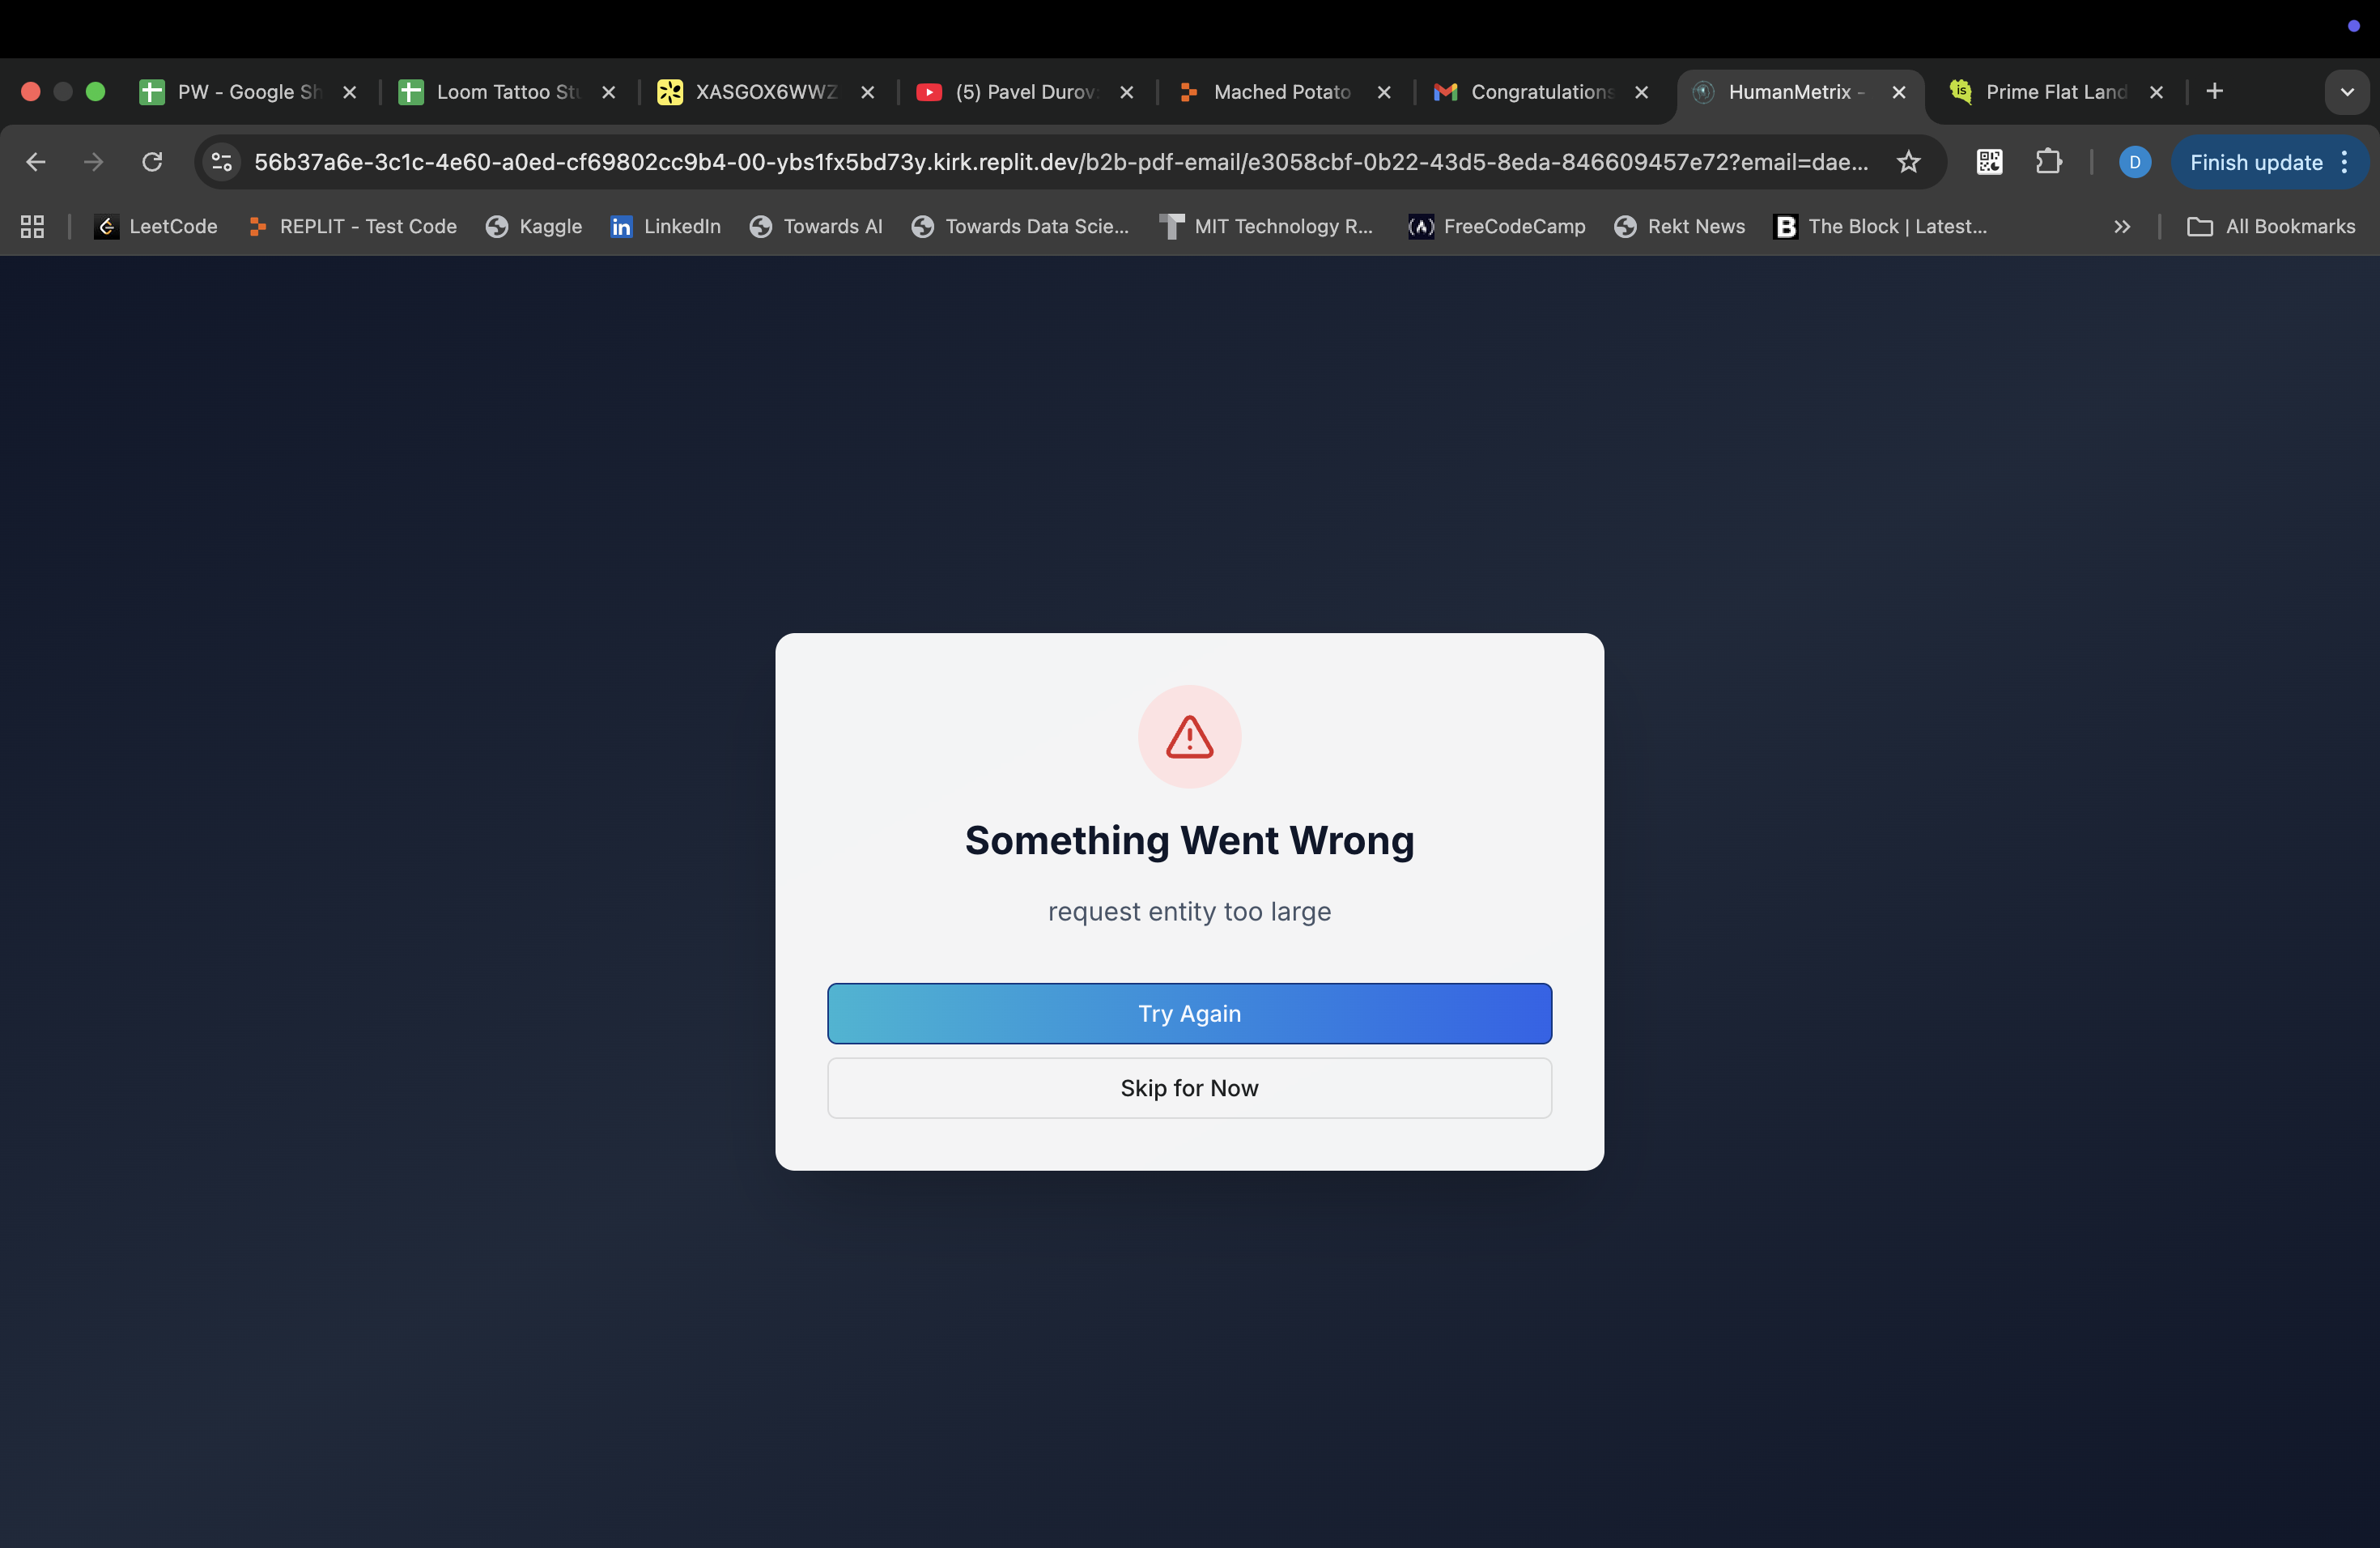 PW - Google Sh
Loom Tattoo Stu
XASGOX6WWZ
(5) Pavel Durov:
Mached Potato
Congratulations
HumanMetrix -
Prime Flat Land
56b37a6e-3c1c-4e60-a0ed-cf69802cc9b4-00-ybs1fx5bd73y.kirk.replit.dev/b2b-pdf-email/e3058cbf-0b22-43d5-8eda-846609457e72?email=dae...
D
Finish update
LeetCode
REPLIT - Test Code
Kaggle
LinkedIn
Towards AI
Towards Data Scie...
MIT Technology R...
FreeCodeCamp
Rekt News
The Block | Latest...
All Bookmarks
Something Went Wrong
request entity too large
Try Again
Skip for Now